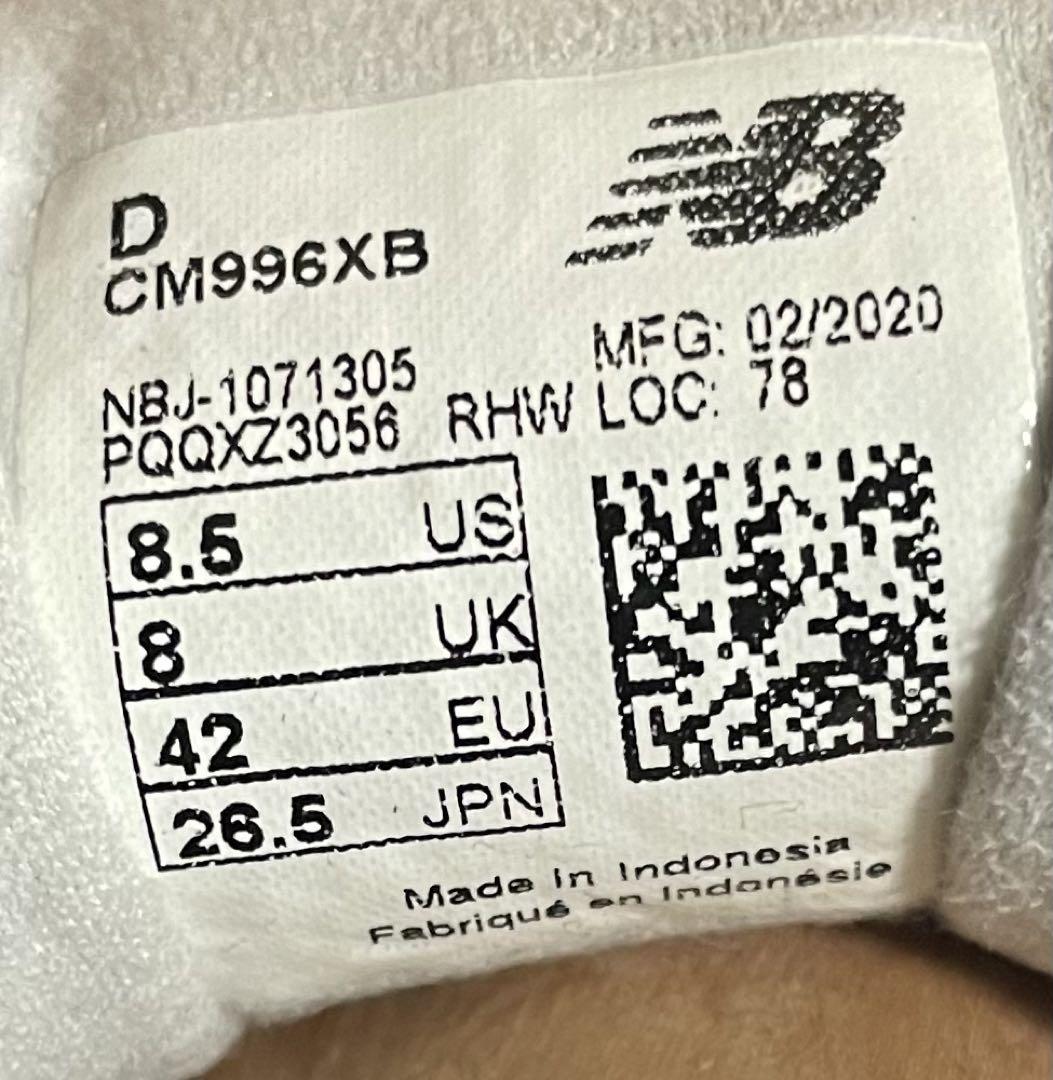 NB
D
CM996XB
NBJ-1071305
MFG: 02/2020
PQQXZ3056 RHW LOC: 78
8.5 US
8 UK
42 EU
26.5 JPN
Made in Indonesia
Fabriqué en Indonésie